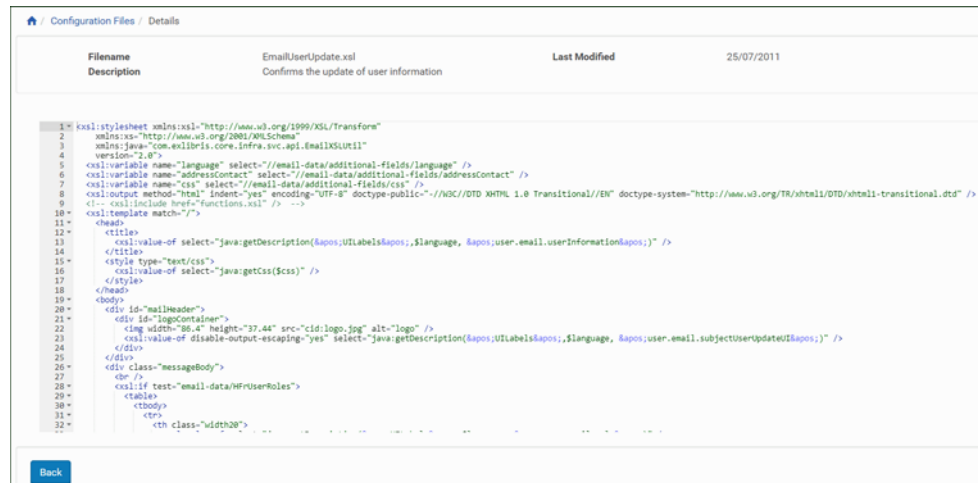 / Configuration Files / Details
Filename EmailUserUpdate.xsl Last Modified 25/07/2011
Description Confirms the update of user information
1 <xsl:stylesheet xmlns:xsl="http://www.w3.org/1999/XSL/Transform"
2 xmlns:xs="http://www.w3.org/2001/XMLSchema"
3 xmlns:java="com.exlibris.core.infra.svc.api.EmailXSLUtil"
4 version="2.0">
5 <xsl:variable name="language" select="//email-data/additional-fields/language" />
6 <xsl:variable name="addressContact" select="//email-data/additional-fields/addressContact" />
7 <xsl:variable name="css" select="//email-data/additional-fields/css" />
8 <xsl:output method="html" indent="yes" encoding="UTF-8" doctype-public="-//W3C//DTD XHTML 1.0 Transitional//EN" doctype-system="http://www.w3.org/TR/xhtml1/DTD/xhtml1-transitional.dtd" />
9 <!-- <xsl:include href="functions.xsl" /> -->
10 <xsl:template match="/">
11 <head>
12 <title>
13 <xsl:value-of select="java:getDescription(&apos;UILabels&apos;,$language, &apos;user.email.userInformation&apos;)" />
14 </title>
15 <style type="text/css">
16 <xsl:value-of select="java:getCss($css)" />
17 </style>
18 </head>
19 <body>
20 <div id="mailHeader">
21 <div id="logoContainer">
22 <img width="86.4" height="37.44" src="cid:logo.jpg" alt="logo" />
23 <xsl:value-of disable-output-escaping="yes" select="java:getDescription(&apos;UILabels&apos;,$language, &apos;user.email.subjectUserUpdateUI&apos;)" />
24 </div>
25 </div>
26 <div class="messageBody">
27 <br />
28 <xsl:if test="email-data/HFrUserRoles">
29 <table>
30 <tbody>
31 <tr>
32 <th class="width20">
Back